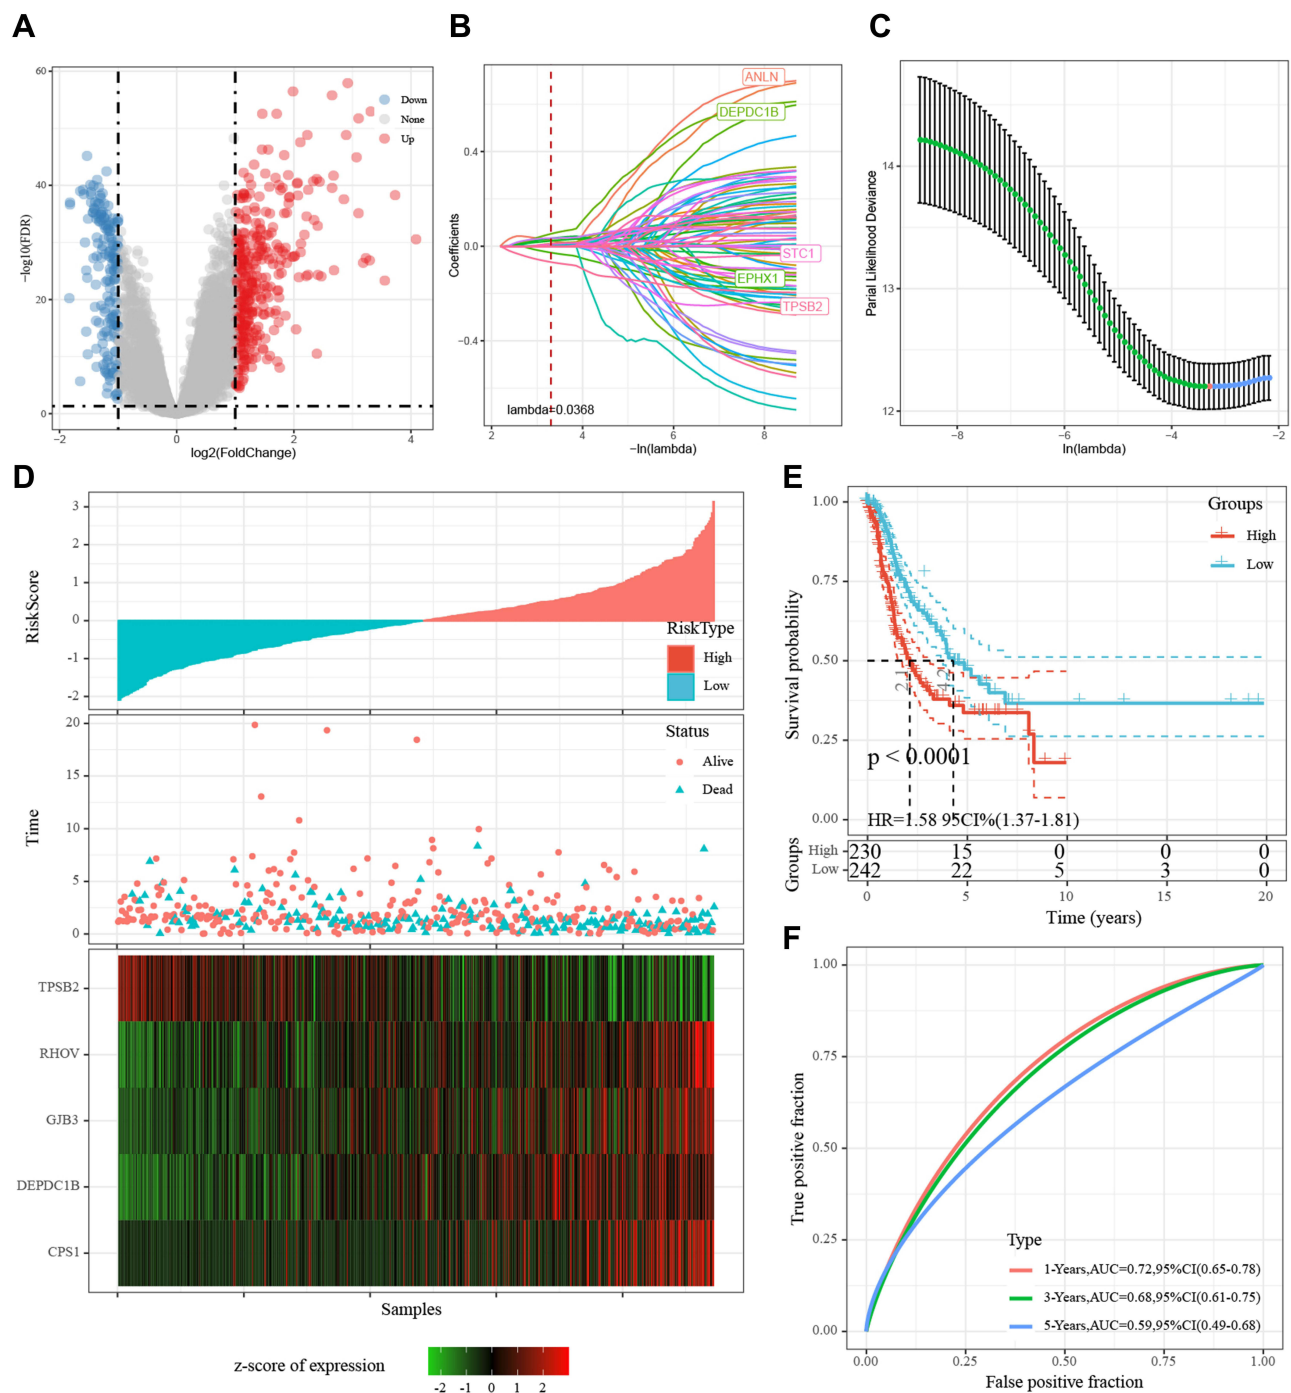 A
60
40
20
0
−2
0
2
4
−log10(FDR)
log2(FoldChange)
Down
None
Up
B
0.4
0.0
−0.4
2
4
6
8
Coefficients
−ln(lambda)
ANLN
DEPDC1B
STC1
EPHX1
TPSB2
lambda=0.0368
C
14
13
12
−8
−6
−4
−2
Parial Likelihood Deviance
ln(lambda)
D
3
2
1
0
-1
-2
RiskScore
RiskType
High
Low
20
15
10
5
0
Time
Status
Alive
Dead
TPSB2
RHOV
GJB3
DEPDC1B
CPS1
Samples
z-score of expression
-2 -1 0 1 2
E
1.00
0.75
0.50
0.25
0.00
Survival probability
Groups
High
Low
2.1
4.2
p < 0.0001
HR=1.58 95CI%(1.37-1.81)
Groups
High 230 15 0 0 0
Low 242 22 5 3 0
0 5 10 15 20
Time (years)
F
1.00
0.75
0.50
0.25
0.00
True positive fraction
Type
1-Years,AUC=0.72,95%CI(0.65-0.78)
3-Years,AUC=0.68,95%CI(0.61-0.75)
5-Years,AUC=0.59,95%CI(0.49-0.68)
0.00 0.25 0.50 0.75 1.00
False positive fraction